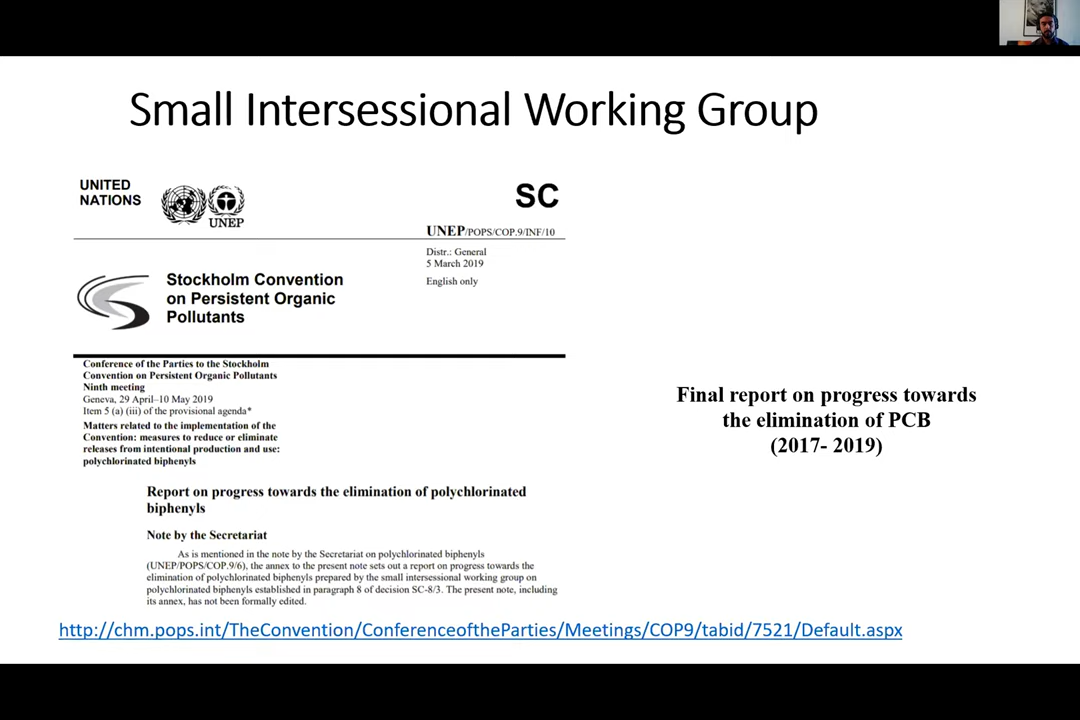 Small Intersessional Working Group
UNITED
NATIONS
UNEP
SC
UNEP/POPS/COP.9/INF/10
Distr.: General
5 March 2019
English only
Stockholm Convention
on Persistent Organic
Pollutants
Conference of the Parties to the Stockholm
Convention on Persistent Organic Pollutants
Ninth meeting
Geneva, 29 April–10 May 2019
Item 5 (a) (iii) of the provisional agenda*
Matters related to the implementation of the
Convention: measures to reduce or eliminate
releases from intentional production and use:
polychlorinated biphenyls
Report on progress towards the elimination of polychlorinated
biphenyls
Note by the Secretariat
As is mentioned in the note by the Secretariat on polychlorinated biphenyls
(UNEP/POPS/COP.9/6), the annex to the present note sets out a report on progress towards the
elimination of polychlorinated biphenyls prepared by the small intersessional working group on
polychlorinated biphenyls established in paragraph 8 of decision SC-8/3. The present note, including
its annex, has not been formally edited.
Final report on progress towards
the elimination of PCB
(2017- 2019)
http://chm.pops.int/TheConvention/ConferenceoftheParties/Meetings/COP9/tabid/7521/Default.aspx